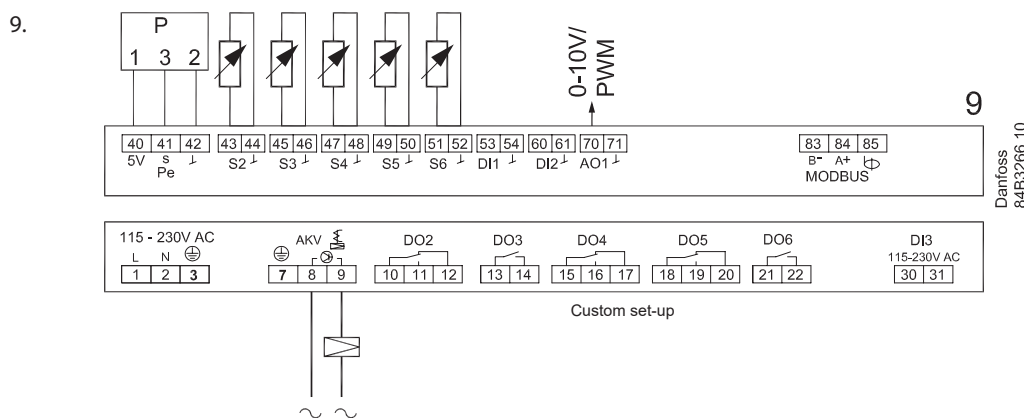 9.
P
1 3 2
0-10V/
PWM
9
40 41 42 43 44 45 46 47 48 49 50 51 52 53 54 60 61 70 71 83 84 85
5V s ⊥ S2 ⊥ S3 ⊥ S4 ⊥ S5 ⊥ S6 ⊥ DI1 ⊥ DI2 ⊥ AO1 ⊥ B- A+
Pe MODBUS
Danfoss
84B3266.10
115 - 230V AC AKV DO2 DO3 DO4 DO5 DO6 DI3
L N 115-230V AC
1 2 3 7 8 9 10 11 12 13 14 15 16 17 18 19 20 21 22 30 31
Custom set-up